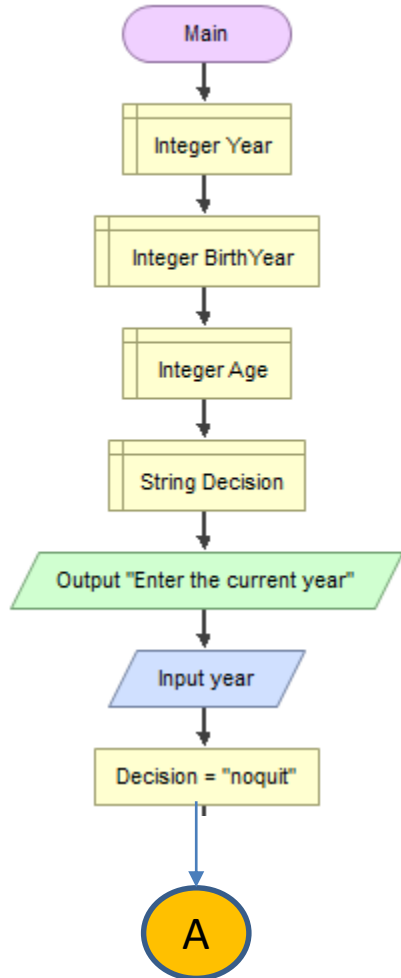 Main
Integer Year
Integer BirthYear
Integer Age
String Decision
Output "Enter the current year"
Input year
Decision = "noquit"
A